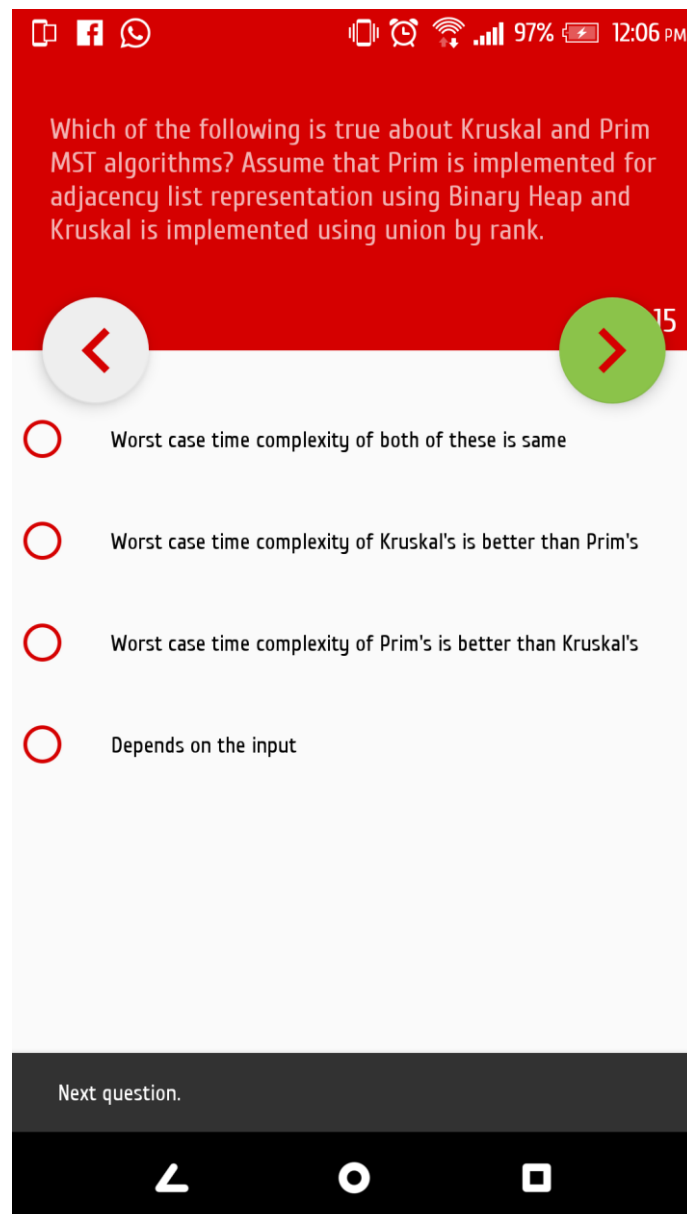 97% 12:06 PM
Which of the following is true about Kruskal and Prim
MST algorithms? Assume that Prim is implemented for
adjacency list representation using Binary Heap and
Kruskal is implemented using union by rank.
15
Worst case time complexity of both of these is same
Worst case time complexity of Kruskal's is better than Prim's
Worst case time complexity of Prim's is better than Kruskal's
Depends on the input
Next question.